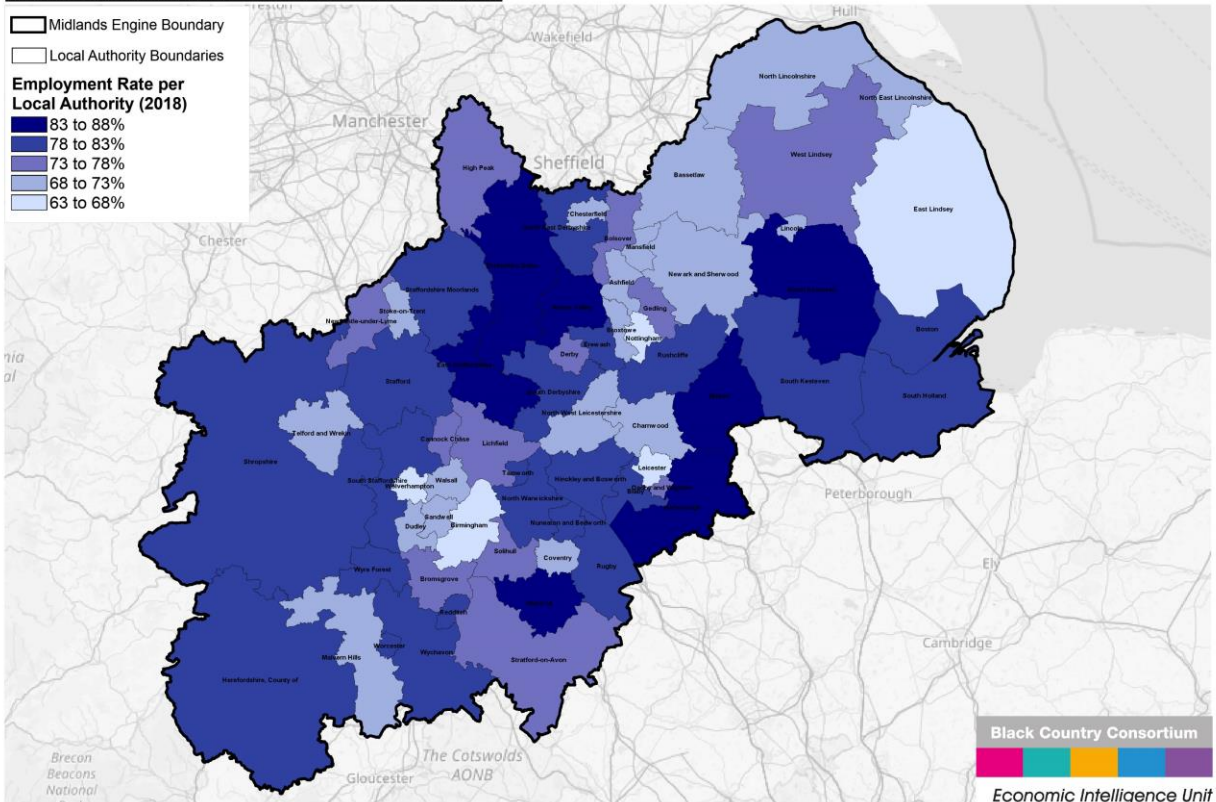 Midlands Engine Boundary
Local Authority Boundaries
Employment Rate per
Local Authority (2018)
83 to 88%
78 to 83%
73 to 78%
68 to 73%
63 to 68%
Preston
Hull
Wakefield
Manchester
Sheffield
Chester
North Lincolnshire
North East Lincolnshire
High Peak
West Lindsey
Bassetlaw
East Lindsey
Chesterfield
North East Derbyshire
Bolsover
Mansfield
Lincoln
Newark and Sherwood
Ashfield
Staffordshire Moorlands
Stoke-on-Trent
Newcastle-under-Lyme
Gedling
Broxtowe
Nottingham
Boston
Derby
Erewash
Rushcliffe
Stafford
South Kesteven
South Derbyshire
South Holland
North West Leicestershire
Charnwood
Telford and Wrekin
Cannock Chase
Lichfield
Shropshire
Leicester
Tamworth
South Staffordshire
Wolverhampton
Walsall
Hinckley and Bosworth
Blaby
North Warwickshire
Sandwell
Dudley
Birmingham
Nuneaton and Bedworth
Peterborough
Solihull
Coventry
Ely
Wyre Forest
Bromsgrove
Rugby
Redditch
Cambridge
Malvern Hills
Worcester
Wychavon
Stratford-on-Avon
Herefordshire, County of
Brecon
Beacons
National
The Cotswolds
AONB
Gloucester
Black Country Consortium
Economic Intelligence Unit